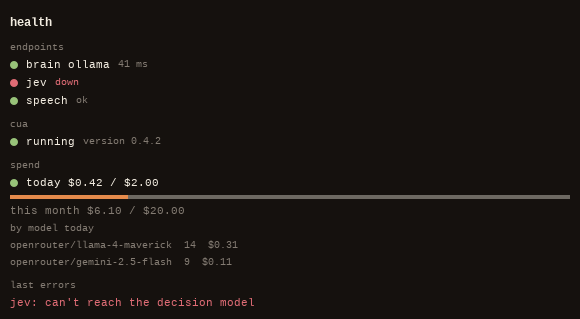 health
endpoints
brain ollama 41 ms
jev down
speech ok
cua
running version 0.4.2
spend
today $0.42 / $2.00
this month $6.10 / $20.00
by model today
openrouter/llama-4-maverick 14 $0.31
openrouter/gemini-2.5-flash 9 $0.11
last errors
jev: can't reach the decision model